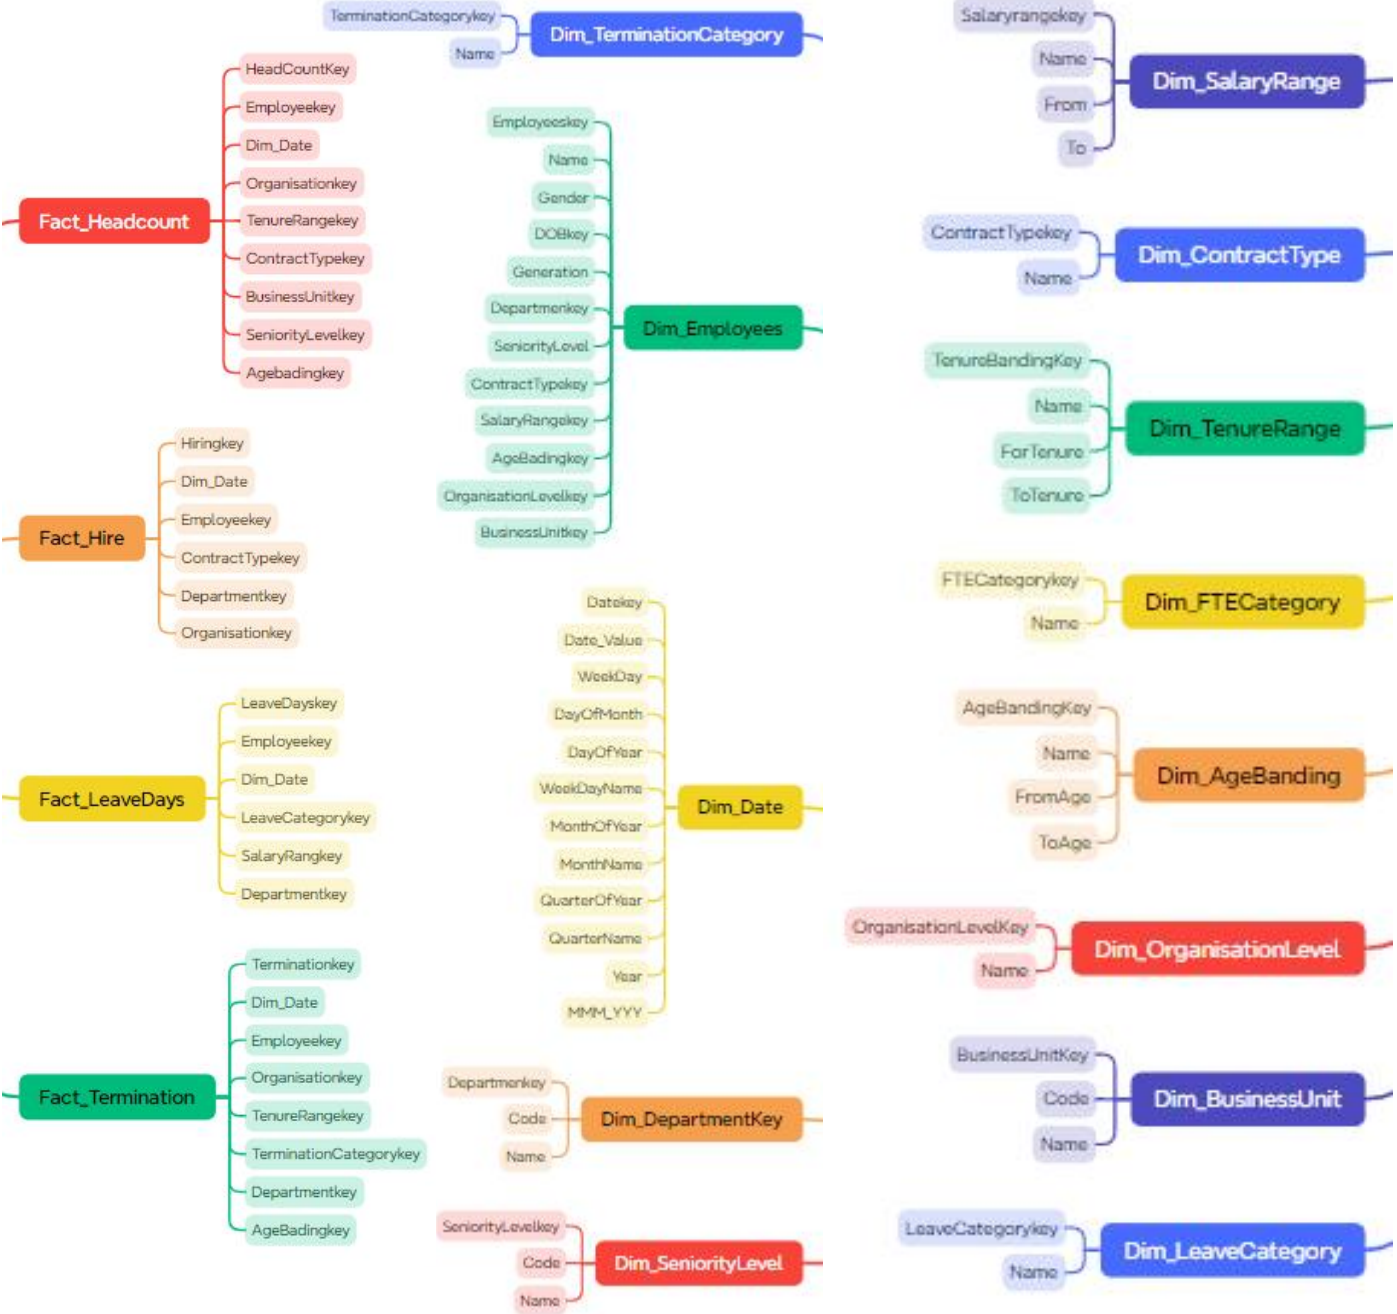 Fact_Headcount
HeadCountKey
Employeekey
Dim_Date
Organisationkey
TenureRangekey
ContractTypekey
BusinessUnitkey
SeniorityLevelkey
Agebadingkey
Fact_Hire
Hiringkey
Dim_Date
Employeekey
ContractTypekey
Departmentkey
Organisationkey
Fact_LeaveDays
LeaveDayskey
Employeekey
Dim_Date
LeaveCategorykey
SalaryRangkey
Departmentkey
Fact_Termination
Terminationkey
Dim_Date
Employeekey
Organisationkey
TenureRangekey
TerminationCategorykey
Departmentkey
AgeBadingkey
TerminationCategorykey
Name
Dim_TerminationCategory
Employeeskey
Name
Gender
DOBkey
Generation
Departmenkey
SeniorityLevel
ContractTypekey
SalaryRangekey
AgeBadingkey
OrganisationLevelkey
BusinessUnitkey
Dim_Employees
Datekey
Date_Value
WeekDay
DayOfMonth
DayOfYear
WeekDayName
MonthOfYear
MonthName
QuarterOfYear
QuarterName
Year
MMM_YYY
Dim_Date
Departmenkey
Code
Name
Dim_DepartmentKey
SeniorityLevelkey
Code
Name
Dim_SeniorityLevel
Salaryrangekey
Name
From
To
Dim_SalaryRange
ContractTypekey
Name
Dim_ContractType
TenureBandingKey
Name
ForTenure
ToTenure
Dim_TenureRange
FTECategorykey
Name
Dim_FTECategory
AgeBandingKey
Name
FromAge
ToAge
Dim_AgeBanding
OrganisationLevelKey
Name
Dim_OrganisationLevel
BusinessUnitKey
Code
Name
Dim_BusinessUnit
LeaveCategorykey
Name
Dim_LeaveCategory